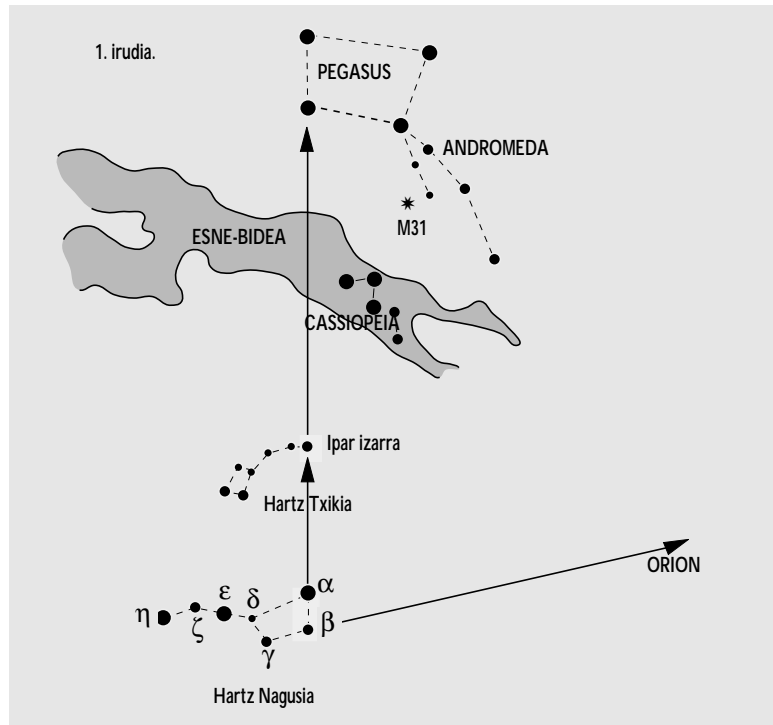 1. irudia.
PEGASUS
ANDROMEDA
M31
ESNE-BIDEA
CASSIOPEIA
Ipar izarra
Hartz Txikia
ORION
α
η ζ ε δ β
γ
Hartz Nagusia